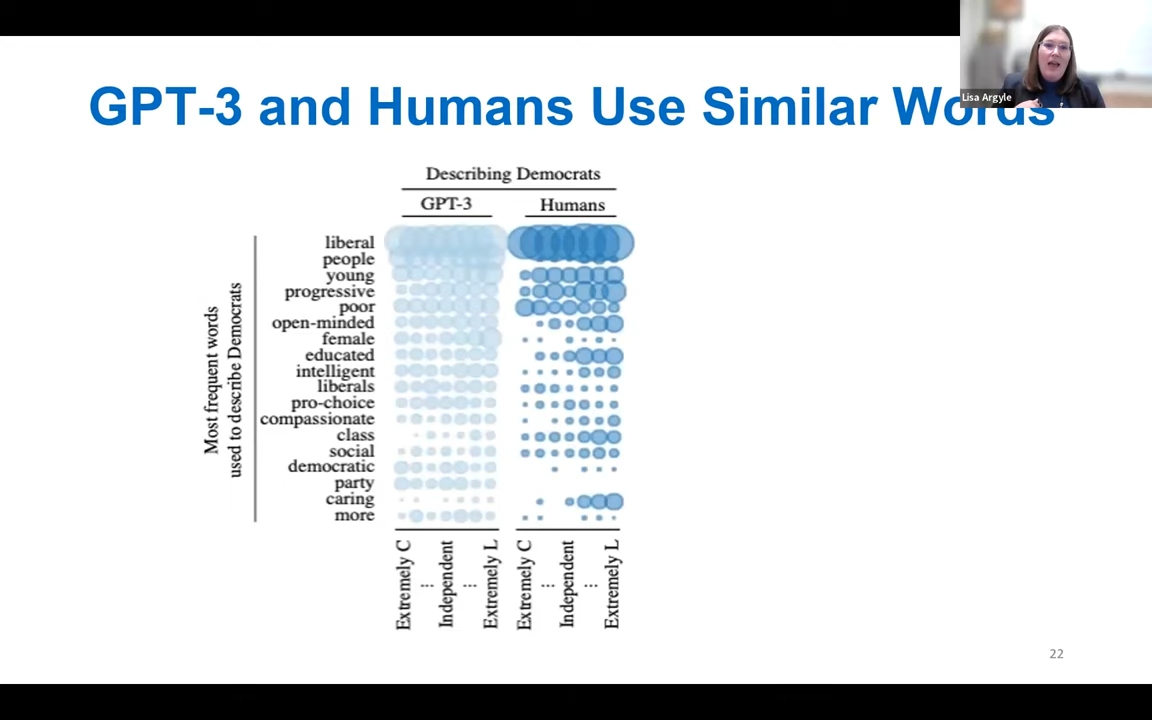 Lisa Argyle
GPT-3 and Humans Use Similar Words
Describing Democrats
GPT-3 Humans
Most frequent words
used to describe Democrats
liberal
people
young
progressive
poor
open-minded
female
educated
intelligent
liberals
pro-choice
compassionate
class
social
democratic
party
caring
more
Extremely C
...
Independent
...
Extremely L
Extremely C
...
Independent
...
Extremely L
22